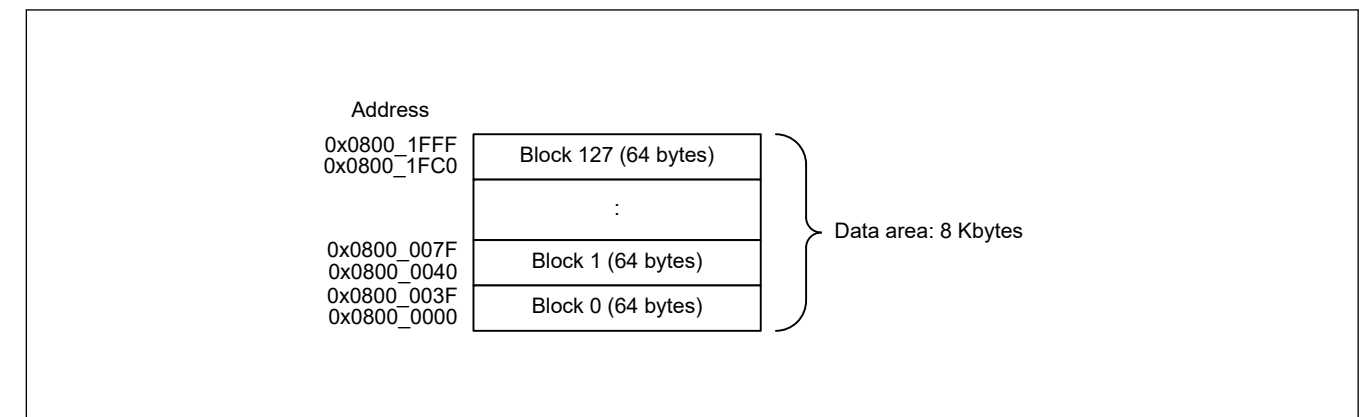 Address
0x0800_1FFF
0x0800_1FC0
Block 127 (64 bytes)
:
Data area: 8 Kbytes
0x0800_007F
0x0800_0040
Block 1 (64 bytes)
0x0800_003F
0x0800_0000
Block 0 (64 bytes)